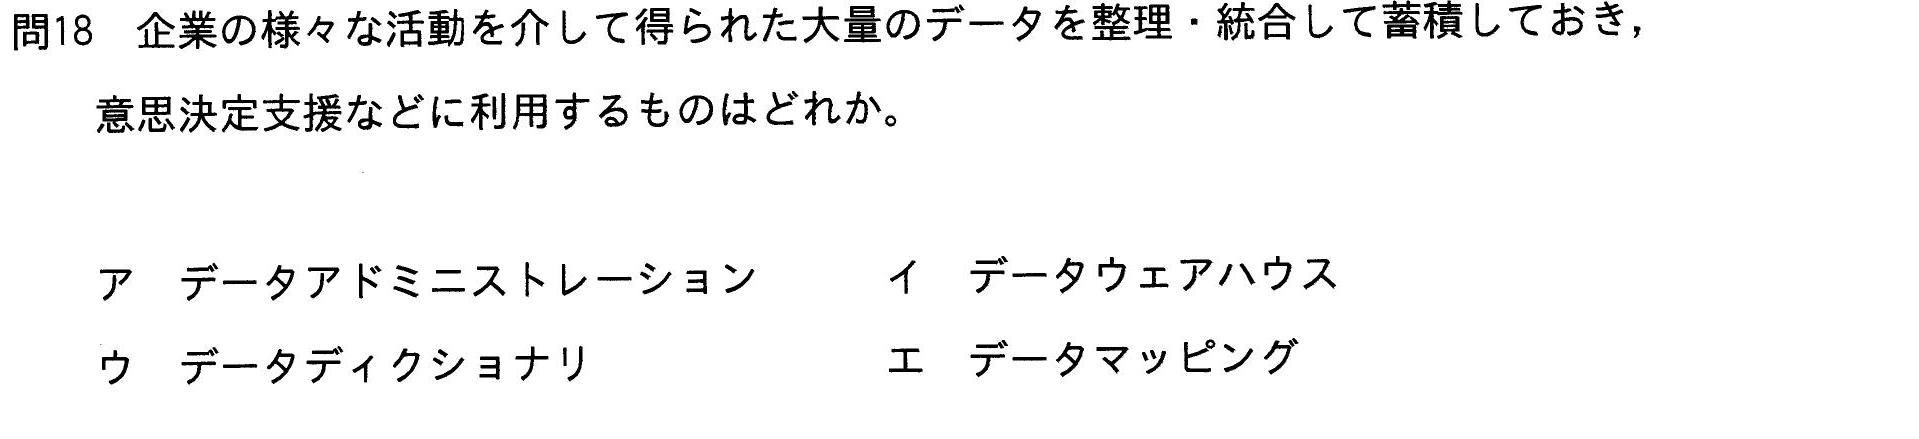 問18　企業の様々な活動を介して得られた大量のデータを整理・統合して蓄積しておき，
意思決定支援などに利用するものはどれか。
ア　データアドミニストレーション　イ　データウェアハウス
ウ　データディクショナリ　エ　データマッピング